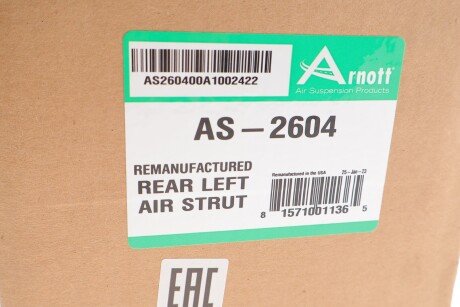 Arnott
Air Suspension Products
AS260400A1002422
AS-2604
REMANUFACTURED
REAR LEFT
AIR STRUT
Remanufactured in the USA 25-Jan-23
8 15710 01136 5
EAC